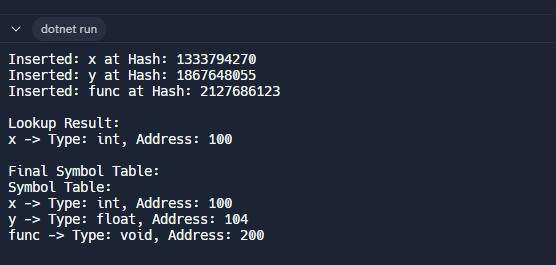 dotnet run
Inserted: x at Hash: 1333794270
Inserted: y at Hash: 1867648055
Inserted: func at Hash: 2127686123
Lookup Result:
x -> Type: int, Address: 100
Final Symbol Table:
Symbol Table:
x -> Type: int, Address: 100
y -> Type: float, Address: 104
func -> Type: void, Address: 200